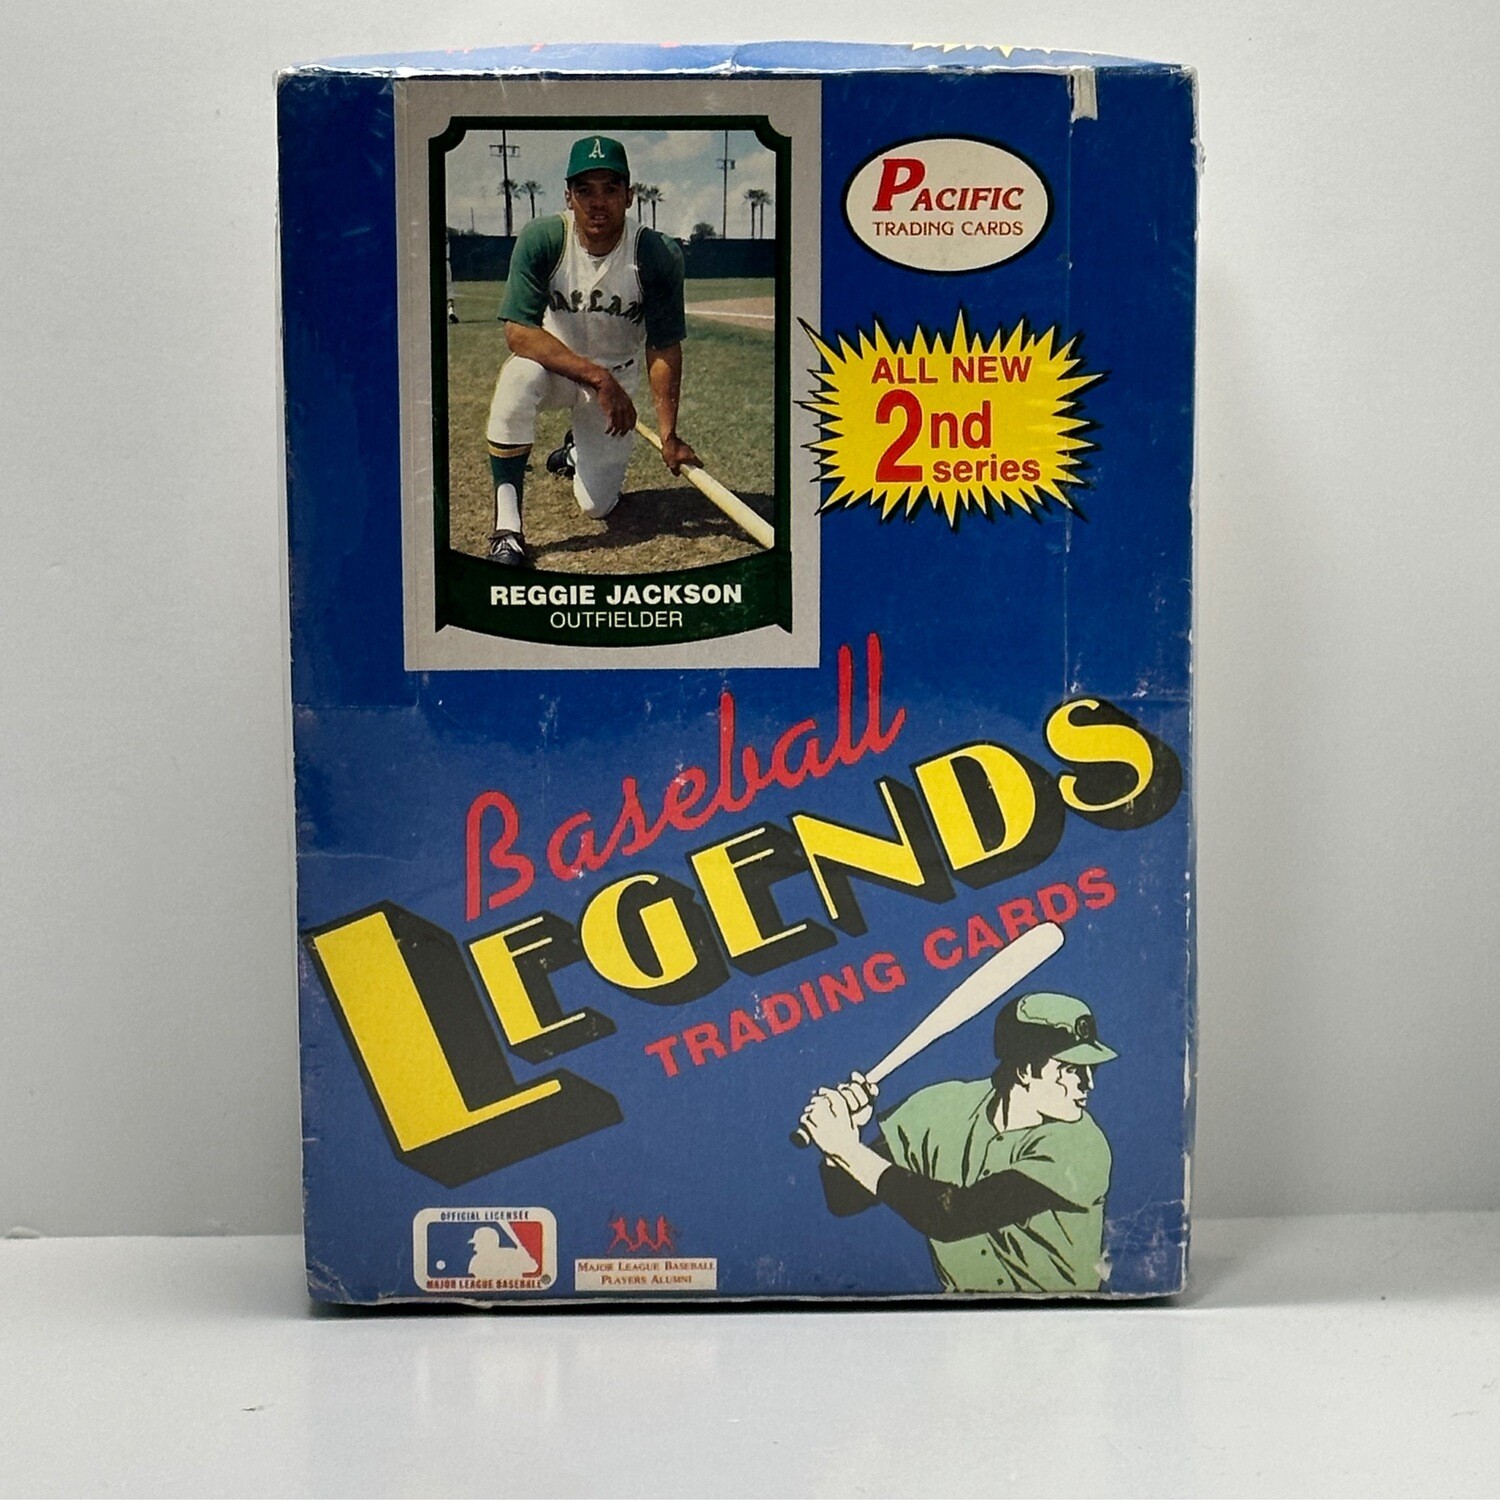 A
REGGIE JACKSON
OUTFIELDER
PACIFIC
TRADING CARDS
ALL NEW
2nd
series
Baseball
LEGENDS
TRADING CARDS
OFFICIAL LICENSEE
MAJOR LEAGUE BASEBALL®
MAJOR LEAGUE BASEBALL
PLAYERS ALUMNI